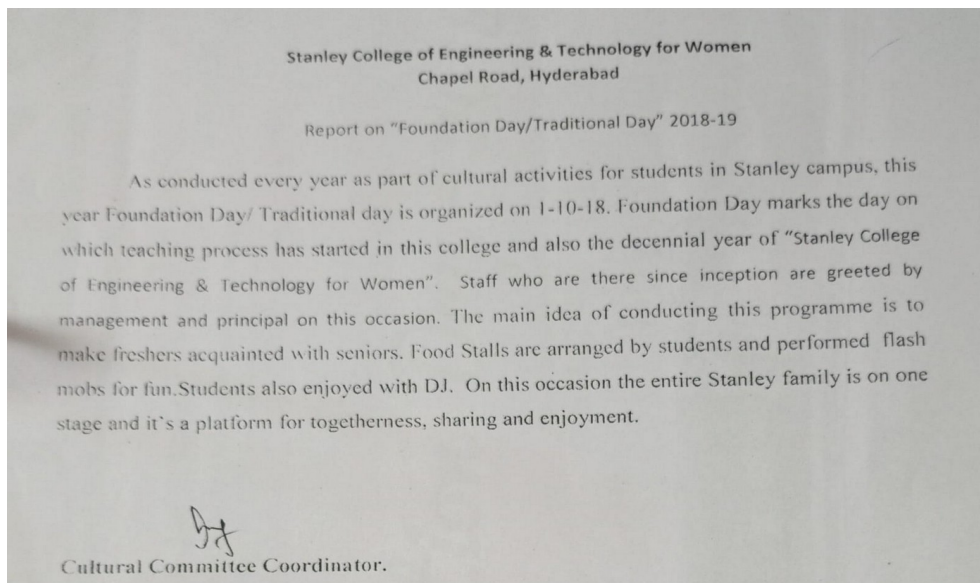 Stanley College of Engineering & Technology for Women
Chapel Road, Hyderabad
Report on "Foundation Day/Traditional Day" 2018-19
As conducted every year as part of cultural activities for students in Stanley campus, this
year Foundation Day/ Traditional day is organized on 1-10-18. Foundation Day marks the day on
which teaching process has started in this college and also the decennial year of "Stanley College
of Engineering & Technology for Women". Staff who are there since inception are greeted by
management and principal on this occasion. The main idea of conducting this programme is to
make freshers acquainted with seniors. Food Stalls are arranged by students and performed flash
mobs for fun.Students also enjoyed with DJ. On this occasion the entire Stanley family is on one
stage and it`s a platform for togetherness, sharing and enjoyment.
Cultural Committee Coordinator.